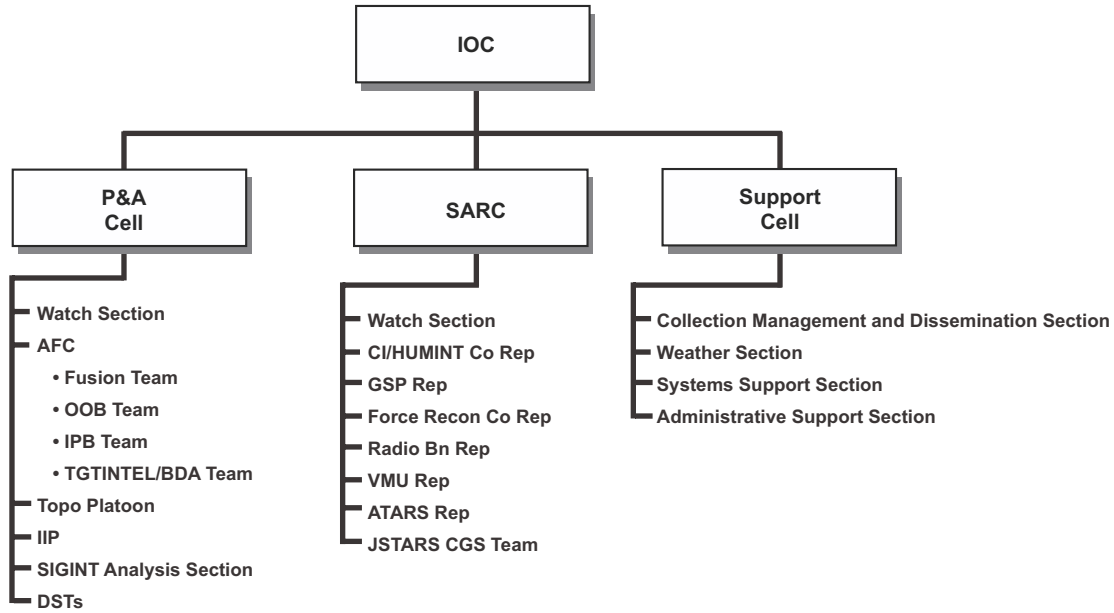 IOC
P&A
Cell
SARC
Support
Cell
Watch Section
AFC
• Fusion Team
• OOB Team
• IPB Team
• TGTINTEL/BDA Team
Topo Platoon
IIP
SIGINT Analysis Section
DSTs
Watch Section
CI/HUMINT Co Rep
GSP Rep
Force Recon Co Rep
Radio Bn Rep
VMU Rep
ATARS Rep
JSTARS CGS Team
Collection Management and Dissemination Section
Weather Section
Systems Support Section
Administrative Support Section